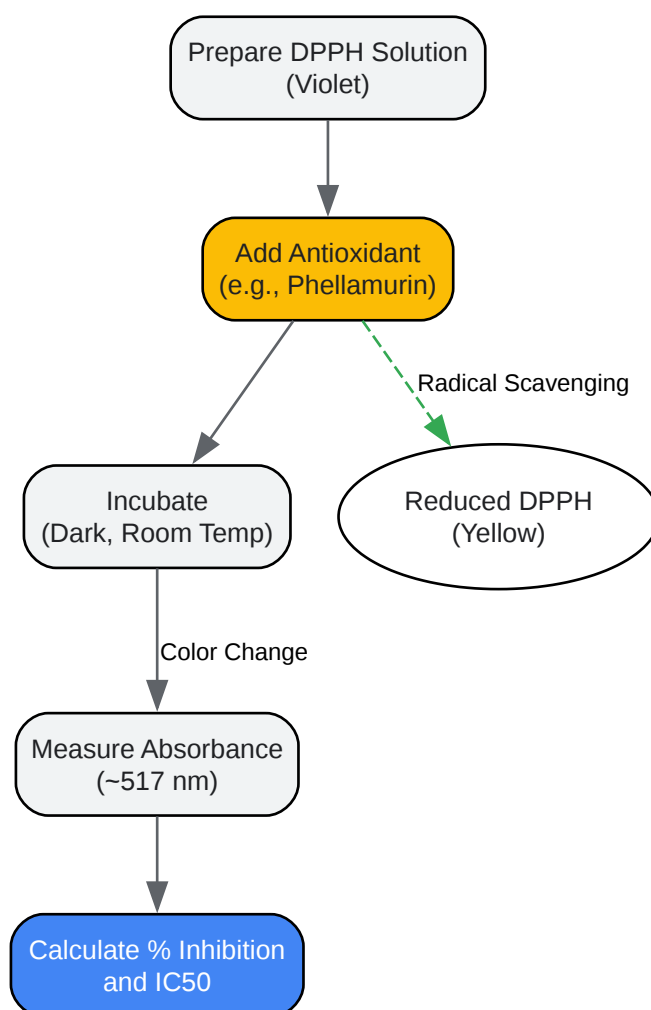 Prepare DPPH Solution
(Violet)
Add Antioxidant
(e.g., Phellamurin)
Radical Scavenging
Incubate
(Dark, Room Temp)
Reduced DPPH
(Yellow)
Color Change
Measure Absorbance
(~517 nm)
Calculate % Inhibition
and IC50